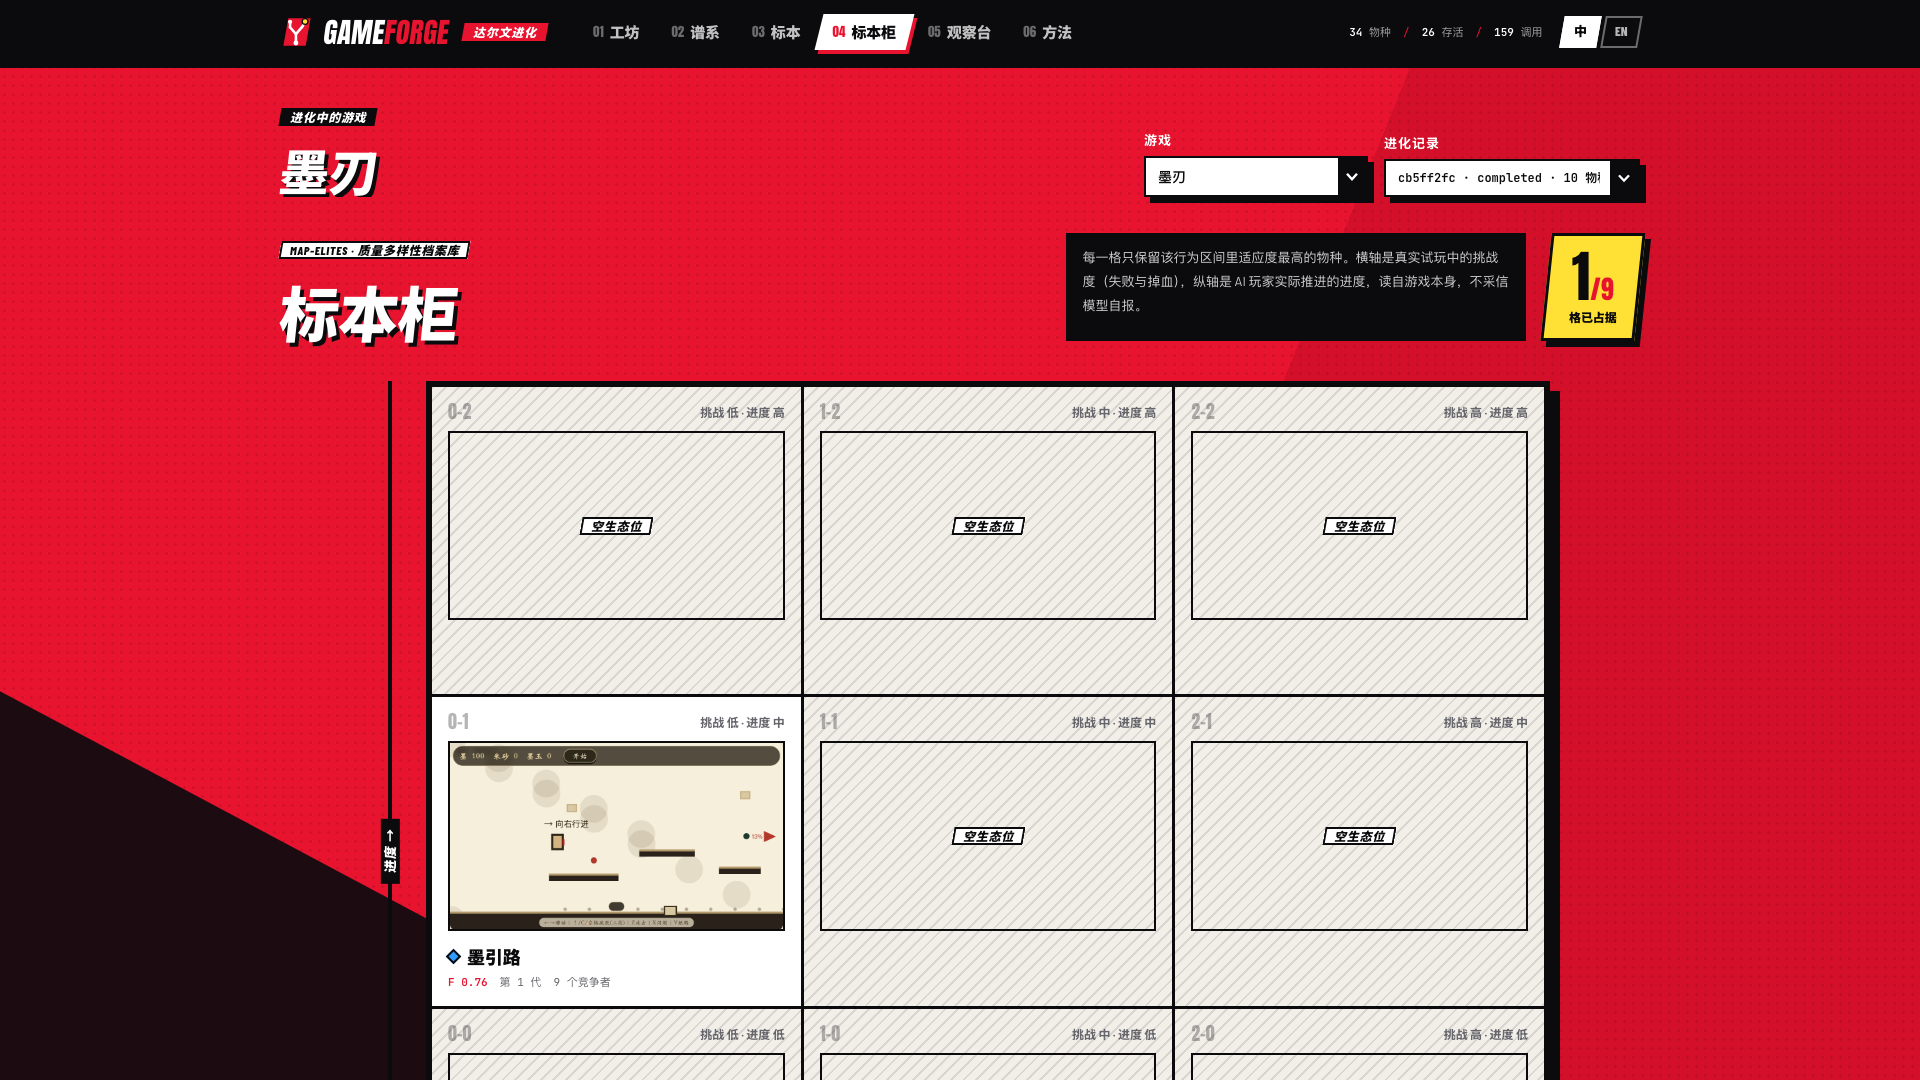 GAMEFORGE 达尔文进化 01 工坊 02 谱系 03 标本 04 标本柜 05 观察台 06 方法 34 物种 / 26 存活 / 159 调用 中 EN
进化中的游戏
墨刃
游戏
墨刃
进化记录
cb5ff2fc · completed · 10 物
MAP-ELITES · 质量多样性档案库
标本柜
每一格只保留该行为区间里适应度最高的物种。横轴是真实试玩中的挑战
度（失败与掉血），纵轴是 AI 玩家实际推进的进度，读自游戏本身，不采信
模型自报。
1/9
格已占据
进度 →
0-2 挑战 低 · 进度 高
空生态位
1-2 挑战 中 · 进度 高
空生态位
2-2 挑战 高 · 进度 高
空生态位
0-1 挑战 低 · 进度 中
墨 100 朱砂 0 墨玉 0 开始
→ 向右行进
13%
墨引路
F 0.76 第 1 代 9 个竞争者
1-1 挑战 中 · 进度 中
空生态位
2-1 挑战 高 · 进度 中
空生态位
0-0 挑战 低 · 进度 低
1-0 挑战 中 · 进度 低
2-0 挑战 高 · 进度 低